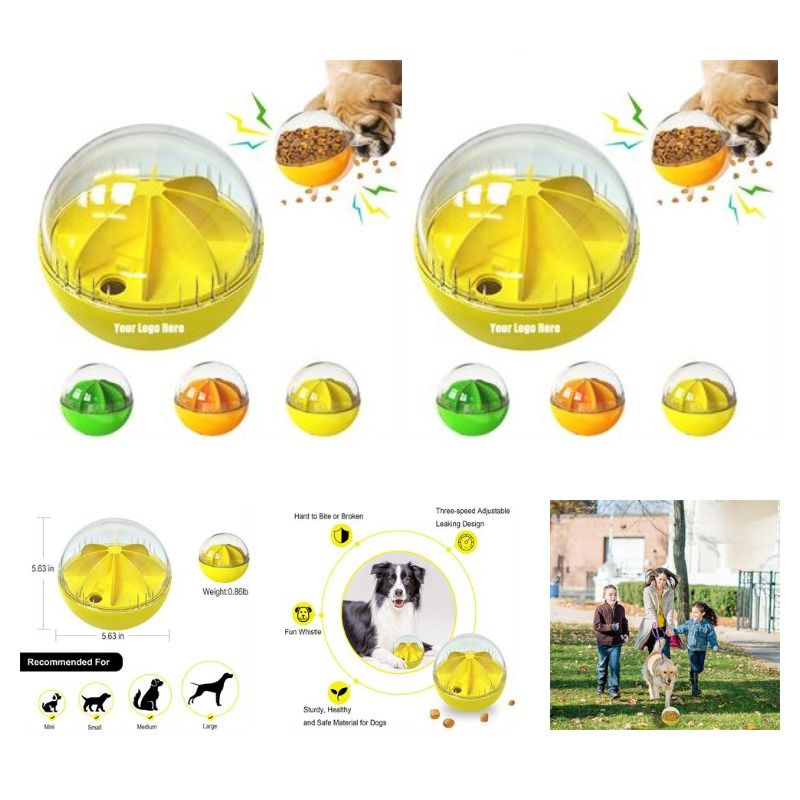 Your Logo Here
Your Logo Here
Hard to Bite or Broken
Three-speed Adjustable
Leaking Design
5.63 in
Weight:0.86lb
5.63 in
Fun Whistle
Recommended For
Sturdy, Healthy
and Safe Material for Dogs
Mini
Small
Medium
Large